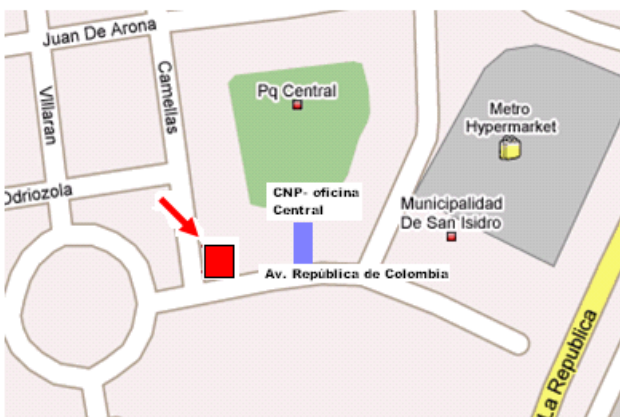 Juan De Arona
Villaran
Camelias
Pq Central
Metro
Hypermarket
Odriozola
CNP- oficina
Central
Municipalidad
De San Isidro
Av. República de Colombia
La Republica